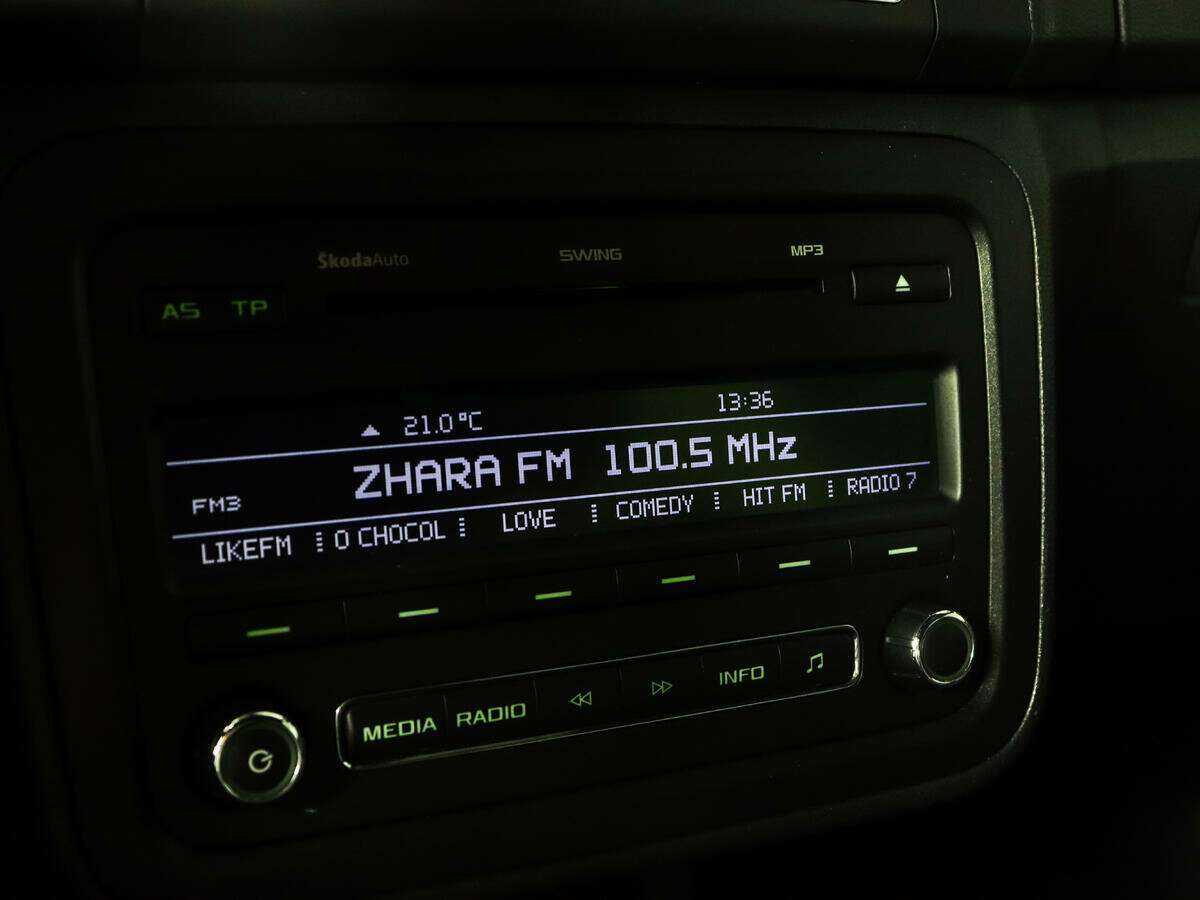 ŠkodaAuto SWING MP3
AS TP
21.0°C 13:36
FM3 ZHARA FM 100.5 MHz
LIKEFM O CHOCOL LOVE COMEDY HIT FM RADIO 7
MEDIA RADIO INFO